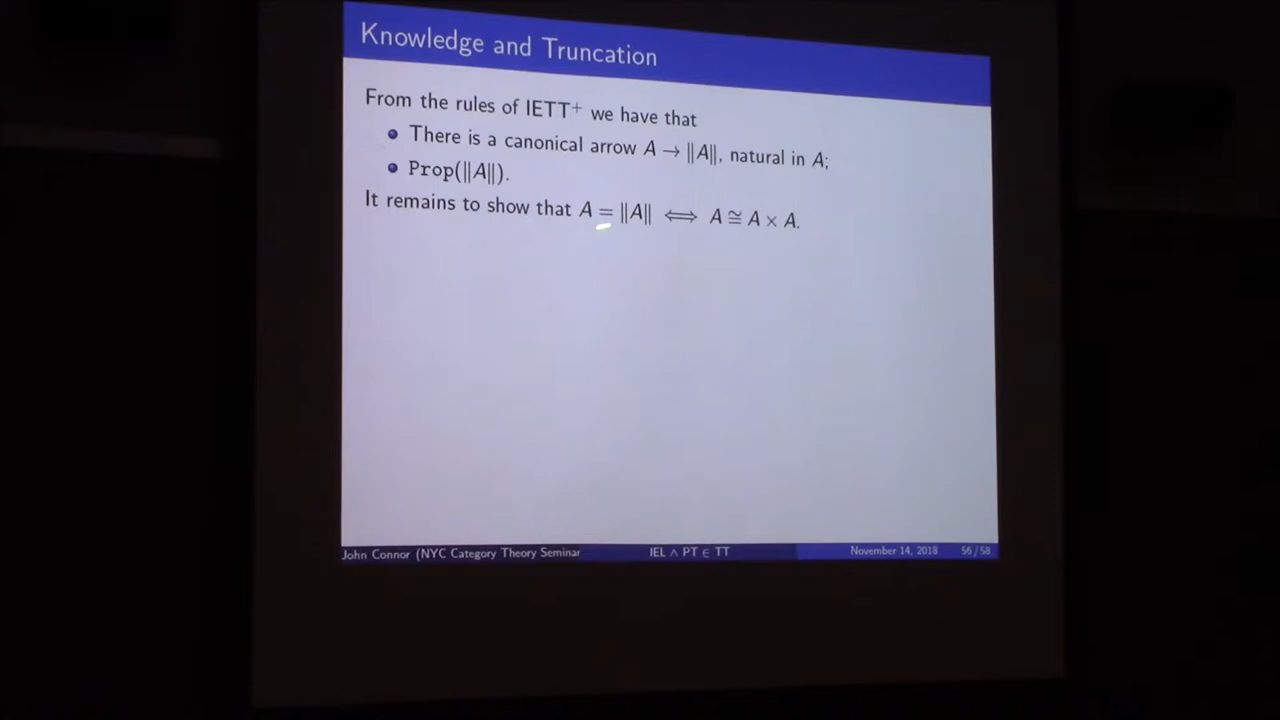 Knowledge and Truncation
From the rules of IETT⁺ we have that
• There is a canonical arrow A → ‖A‖, natural in A;
• Prop(‖A‖).
It remains to show that A = ‖A‖ ⟺ A ≅ A × A.
John Connor (NYC Category Theory Seminar
IEL ∧ PT ∈ TT
November 14, 2018
56 / 58